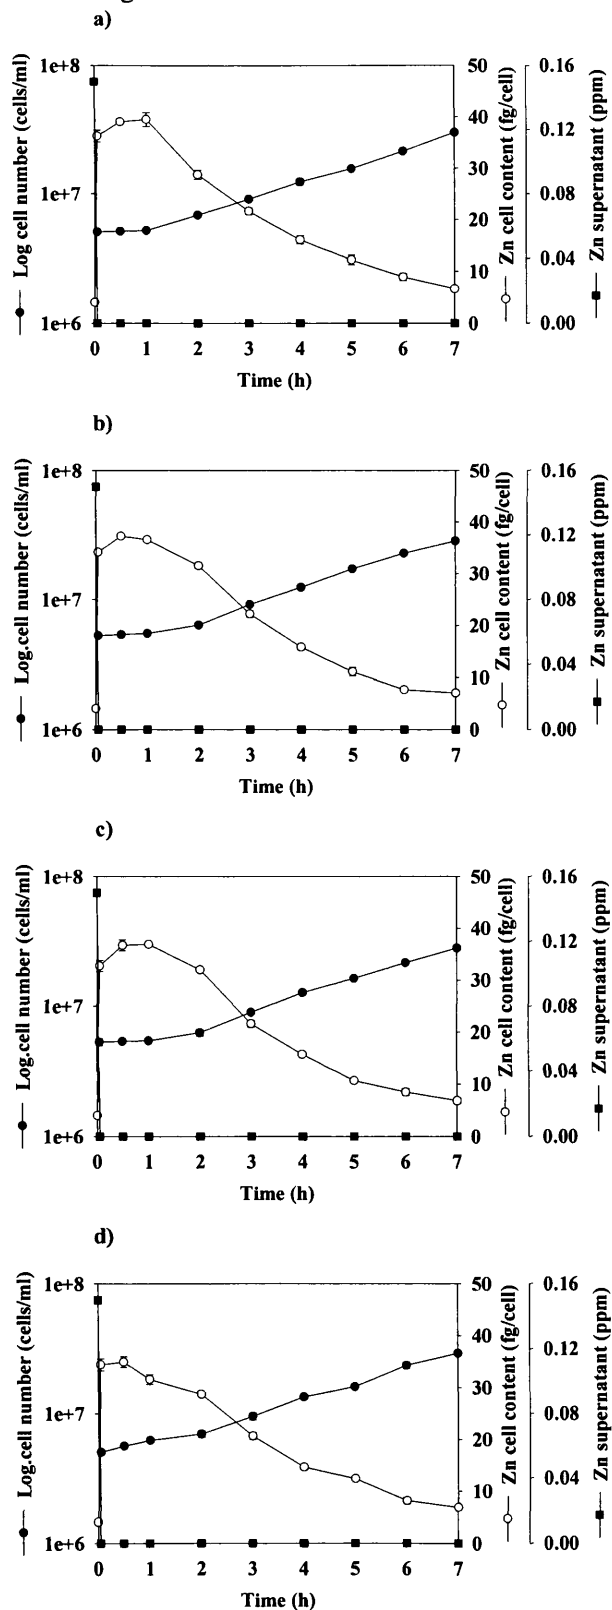 a)
Log cell number (cells/ml)
1e+8
1e+7
1e+6
50
40
30
20
10
0
Zn cell content (fg/cell)
0.16
0.12
0.08
0.04
0.00
Zn supernatant (ppm)
0 1 2 3 4 5 6 7
Time (h)
b)
Log.cell number (cells/ml)
1e+8
1e+7
1e+6
50
40
30
20
10
0
Zn cell content (fg/cell)
0.16
0.12
0.08
0.04
0.00
Zn supernatant (ppm)
0 1 2 3 4 5 6 7
Time (h)
c)
Log.cell number (cells/ml)
1e+8
1e+7
1e+6
50
40
30
20
10
0
Zn cell content (fg/cell)
0.16
0.12
0.08
0.04
0.00
Zn supernatant (ppm)
0 1 2 3 4 5 6 7
Time (h)
d)
Log.cell number (cells/ml)
1e+8
1e+7
1e+6
50
40
30
20
10
0
Zn cell content (fg/cell)
0.16
0.12
0.08
0.04
0.00
Zn supernatant (ppm)
0 1 2 3 4 5 6 7
Time (h)